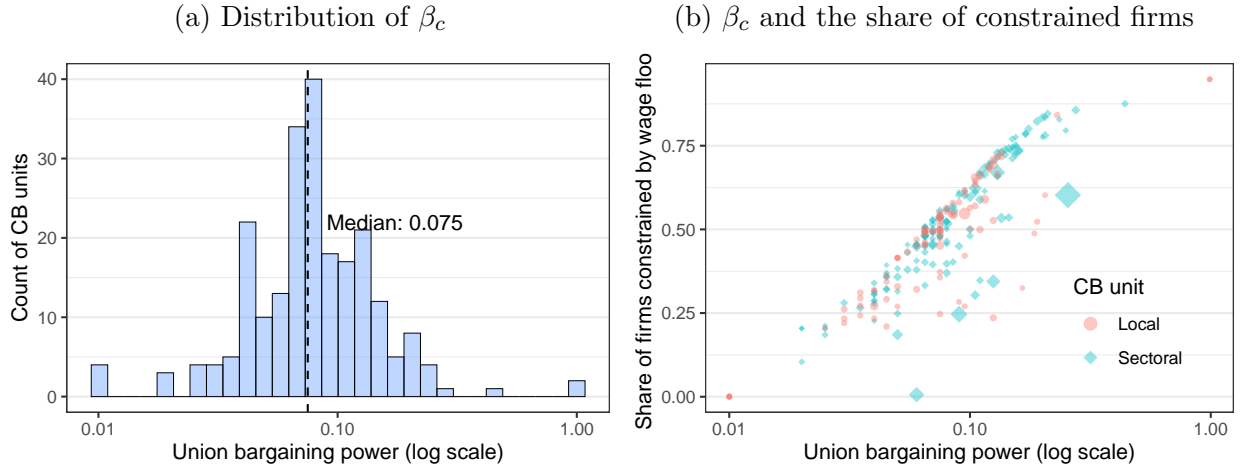 (a) Distribution of β_c
Count of CB units
40
30
20
10
0
Median: 0.075
0.01
0.10
1.00
Union bargaining power (log scale)
(b) β_c and the share of constrained firms
Share of firms constrained by wage floo
0.75
0.50
0.25
0.00
CB unit
Local
Sectoral
0.01
0.10
1.00
Union bargaining power (log scale)